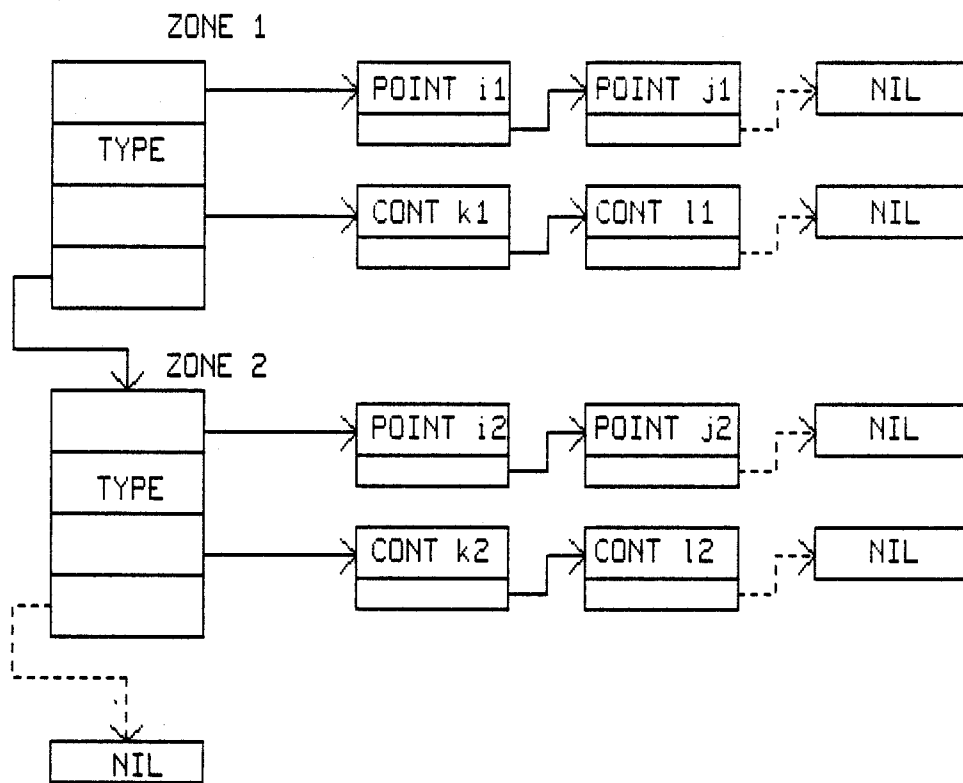 ZONE 1
POINT i1 POINT j1 NIL
TYPE
CONT k1 CONT l1 NIL
ZONE 2
POINT i2 POINT j2 NIL
TYPE
CONT k2 CONT l2 NIL
NIL